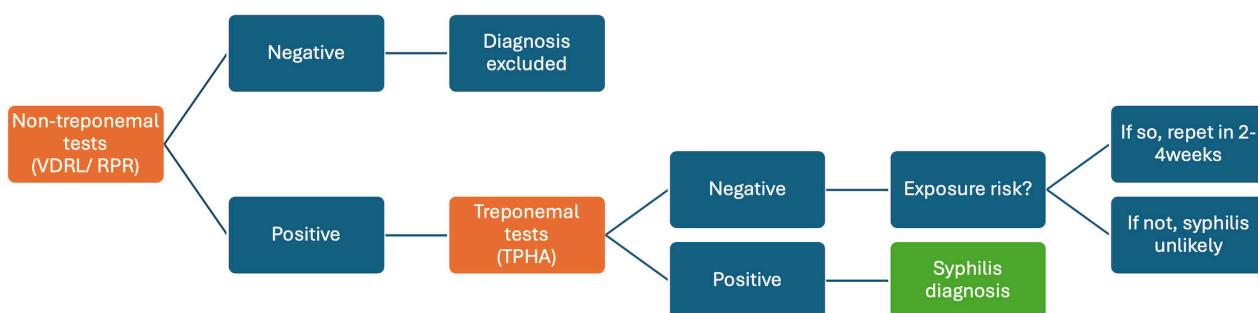 Negative
Diagnosis
excluded
Non-treponemal
tests
(VDRL/ RPR)
Positive
Treponemal
tests
(TPHA)
Negative
Exposure risk?
If so, repet in 2-
4weeks
If not, syphilis
unlikely
Positive
Syphilis
diagnosis